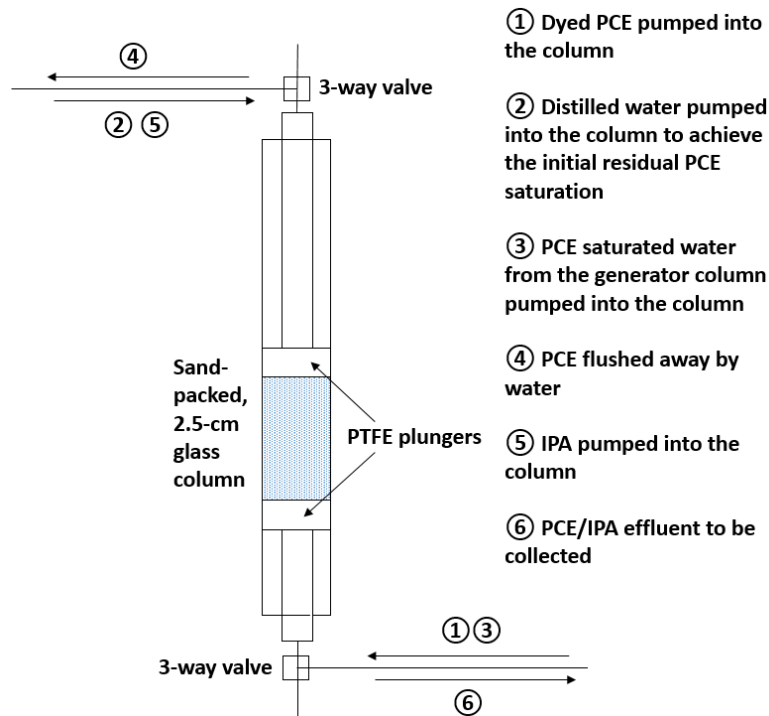 ④
3-way valve
② ⑤
Sand-
packed,
2.5-cm
glass
column
PTFE plungers
①③
3-way valve
⑥
① Dyed PCE pumped into
the column
② Distilled water pumped
into the column to achieve
the initial residual PCE
saturation
③ PCE saturated water
from the generator column
pumped into the column
④ PCE flushed away by
water
⑤ IPA pumped into the
column
⑥ PCE/IPA effluent to be
collected